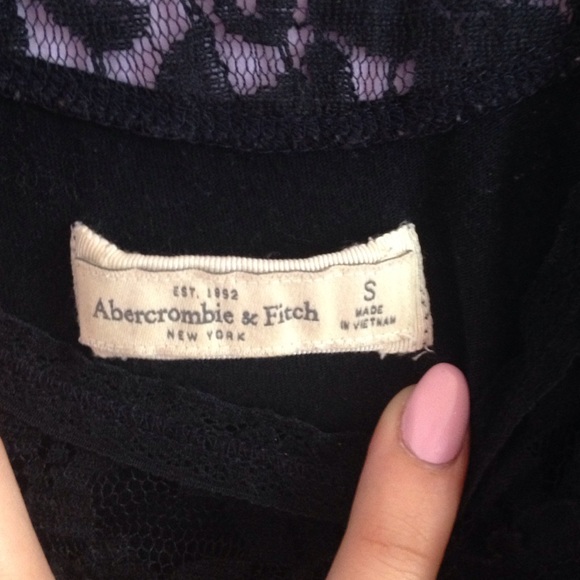 EST. 1892
Abercrombie & Fitch
NEW YORK
S
MADE
IN VIETNAM